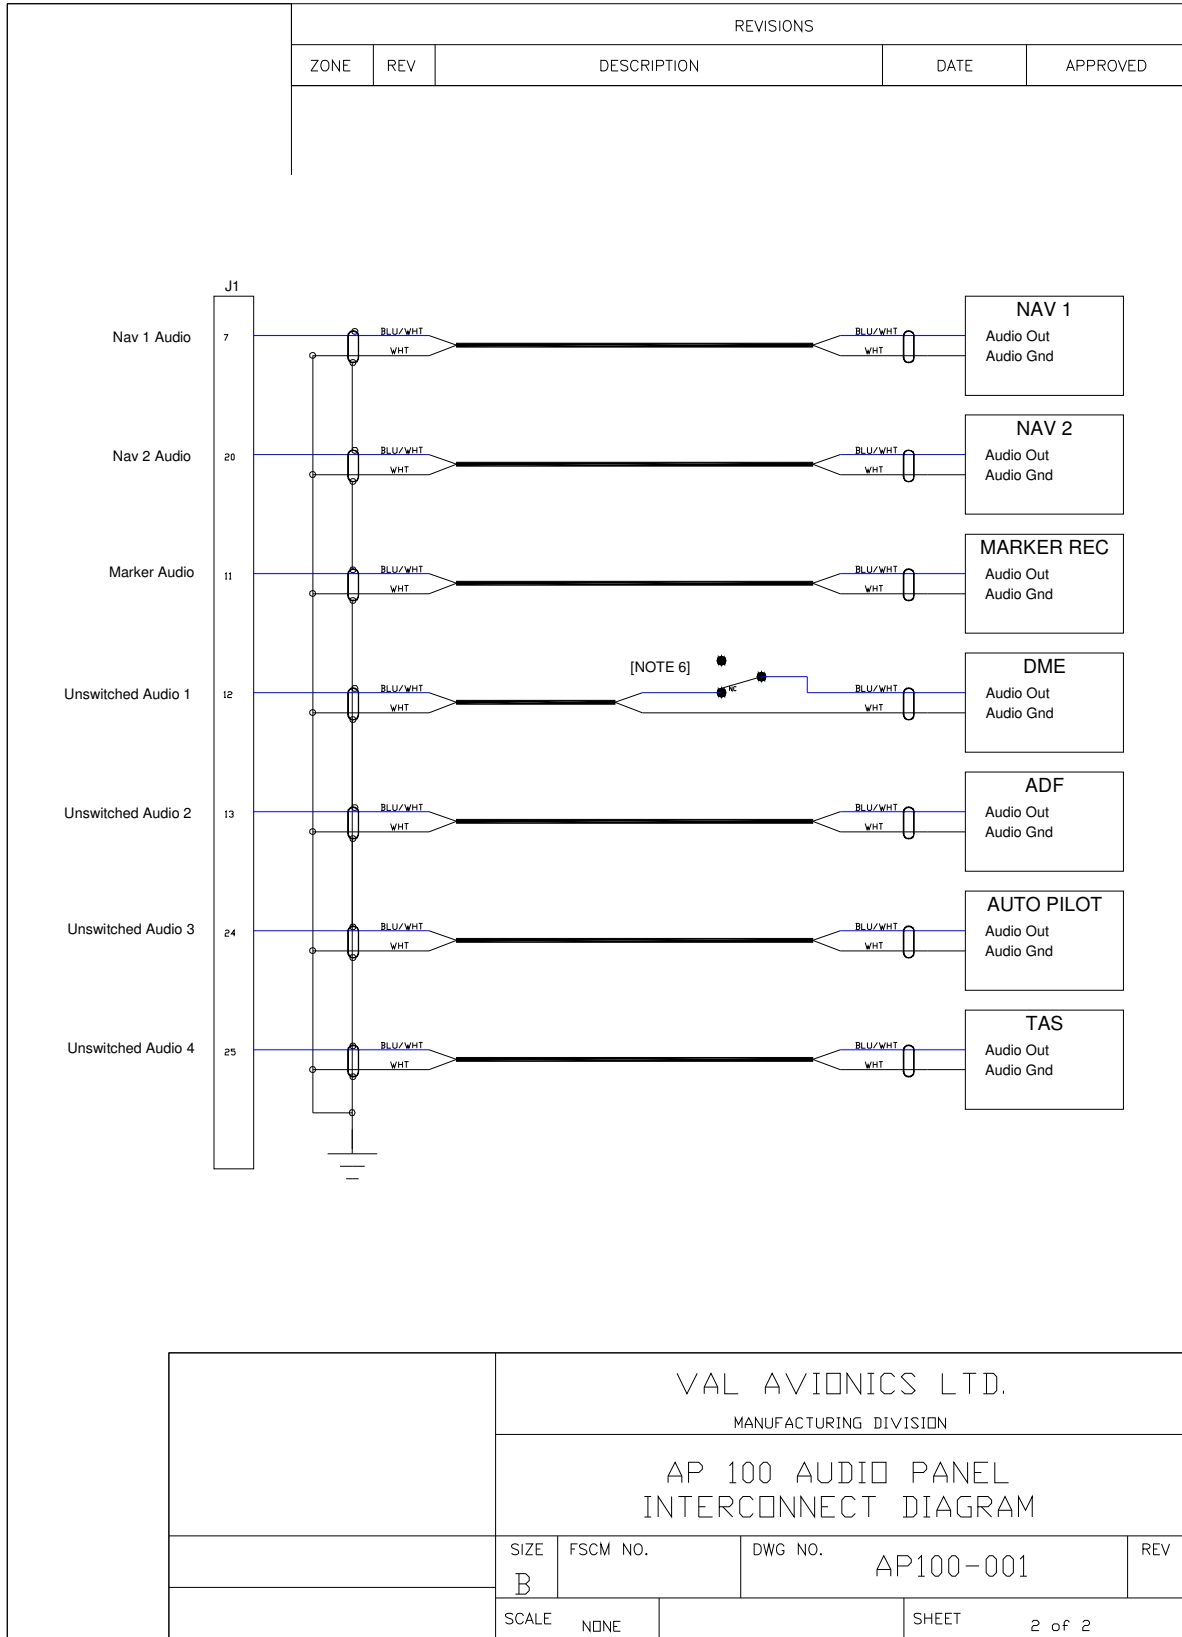 REVISIONS
ZONE REV DESCRIPTION DATE APPROVED
J1
Nav 1 Audio 7 BLU/WHT BLU/WHT NAV 1
Audio Out
WHT WHT Audio Gnd
Nav 2 Audio 20 BLU/WHT BLU/WHT NAV 2
Audio Out
WHT WHT Audio Gnd
Marker Audio 11 BLU/WHT BLU/WHT MARKER REC
Audio Out
WHT WHT Audio Gnd
[NOTE 6]
Unswitched Audio 1 12 BLU/WHT NC BLU/WHT DME
Audio Out
WHT WHT Audio Gnd
Unswitched Audio 2 13 BLU/WHT BLU/WHT ADF
Audio Out
WHT WHT Audio Gnd
Unswitched Audio 3 24 BLU/WHT BLU/WHT AUTO PILOT
Audio Out
WHT WHT Audio Gnd
Unswitched Audio 4 25 BLU/WHT BLU/WHT TAS
Audio Out
WHT WHT Audio Gnd
VAL AVIONICS LTD.
MANUFACTURING DIVISION
AP 100 AUDIO PANEL
INTERCONNECT DIAGRAM
SIZE FSCM NO. DWG NO. REV
B AP100-001
SCALE NONE SHEET 2 of 2